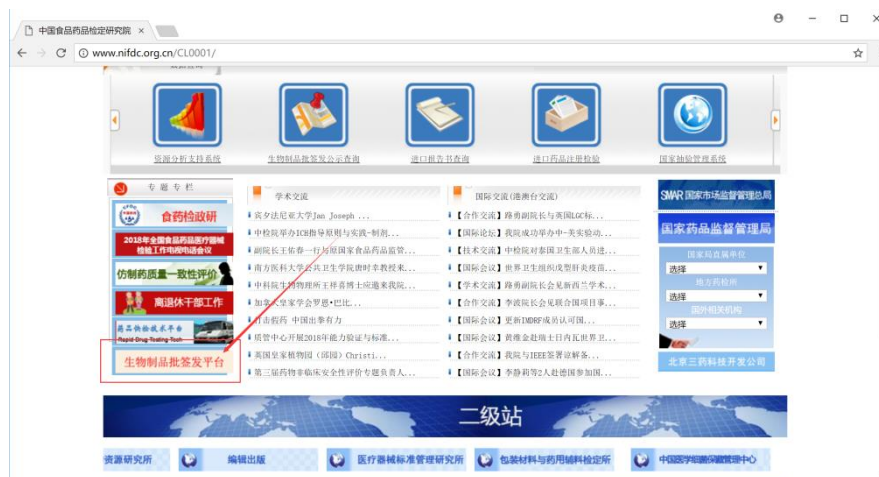 中国食品药品检定研究院
www.nifdc.org.cn/CL0001/
资源分析支持系统
生物制品批签发公示查询
进口报告书查询
进口药品注册检验
国家抽验管理系统
专题专栏
食药检政研
2018年全国食品药品医疗器械
检验工作电视电话会议
仿制药质量一致性评价
离退休干部工作
药品快检技术平台
Rapid Drug Testing Tech
生物制品批签发平台
学术交流
宾夕法尼亚大学Jan Joseph ...
中检院举办ICH指导原则与实践-制剂...
副院长王佑春一行与原国家食品药品监管...
南方医科大学公共卫生学院唐时幸教授来...
中科院生物物理所王祥喜博士应邀来我院...
加拿大皇家学会罗恩•巴比...
打击假药 中国出拳有力
质管中心开展2018年能力验证与标准...
英国皇家植物园（邱园）Christi...
第三届药物非临床安全性评价专题负责人...
国际交流(港澳台交流)
【合作交流】路勇副院长与英国LGC标...
【国际论坛】我院成功举办中-美实验动...
【技术交流】中检院对泰国卫生部人员进...
【国际会议】世界卫生组织戊型肝炎疫苗...
【学术交流】路勇副院长会见新西兰学术...
【合作交流】李波院长会见联合国项目事...
【国际会议】更新IMDRF成员认可国...
【国际会议】黄维金赴瑞士日内瓦世界卫...
【合作交流】我院与IEEE签署谅解备...
【国际会议】李静莉等2人赴德国参加国...
国家市场监督管理总局
国家药品监督管理局
国家局直属单位
选择
地方药检所
选择
国外相关机构
选择
北京三药科技开发公司
二级站
资源研究所
编辑出版
医疗器械标准管理研究所
包装材料与药用辅料检定所
中国医学细菌保藏管理中心